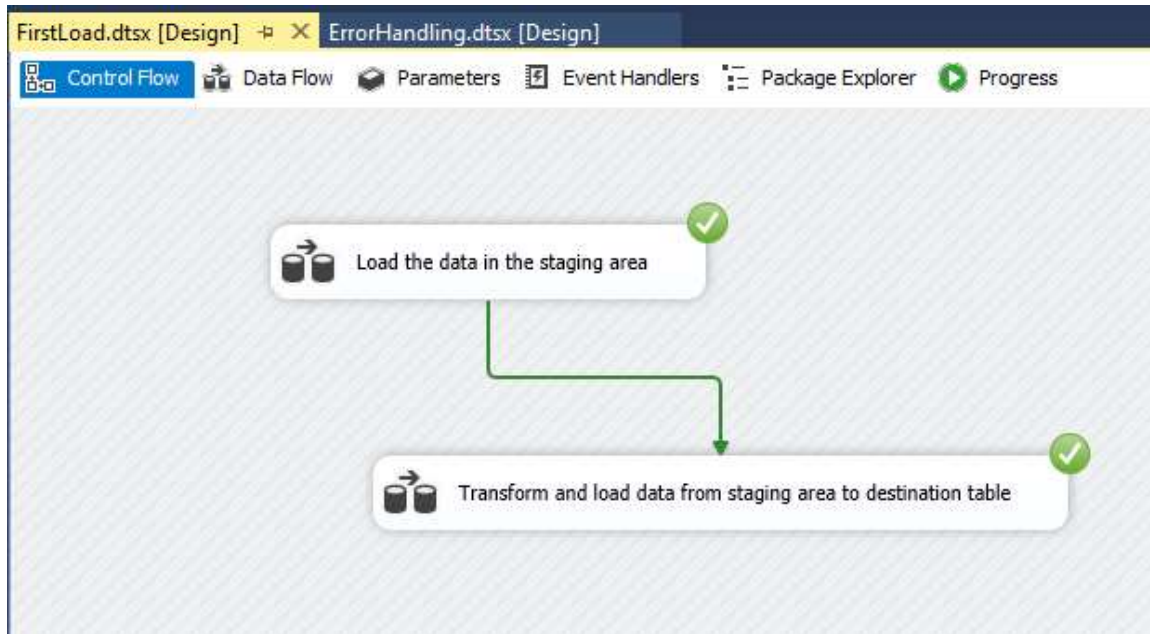 FirstLoad.dtsx [Design] ErrorHandling.dtsx [Design]
Control Flow Data Flow Parameters Event Handlers Package Explorer Progress
Load the data in the staging area
Transform and load data from staging area to destination table